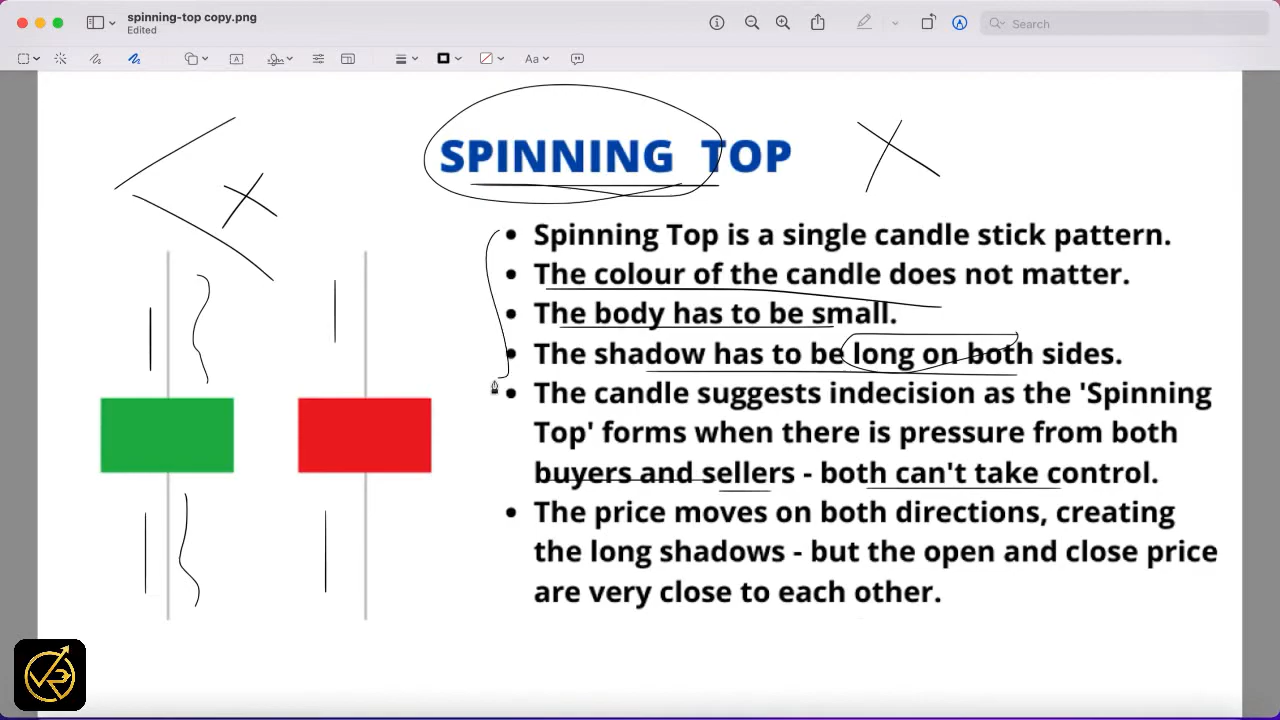 spinning-top copy.png
Edited
Search
A
Aa
SPINNING TOP
• Spinning Top is a single candle stick pattern.
• The colour of the candle does not matter.
• The body has to be small.
• The shadow has to be long on both sides.
• The candle suggests indecision as the 'Spinning
Top' forms when there is pressure from both
buyers and sellers - both can't take control.
• The price moves on both directions, creating
the long shadows - but the open and close price
are very close to each other.